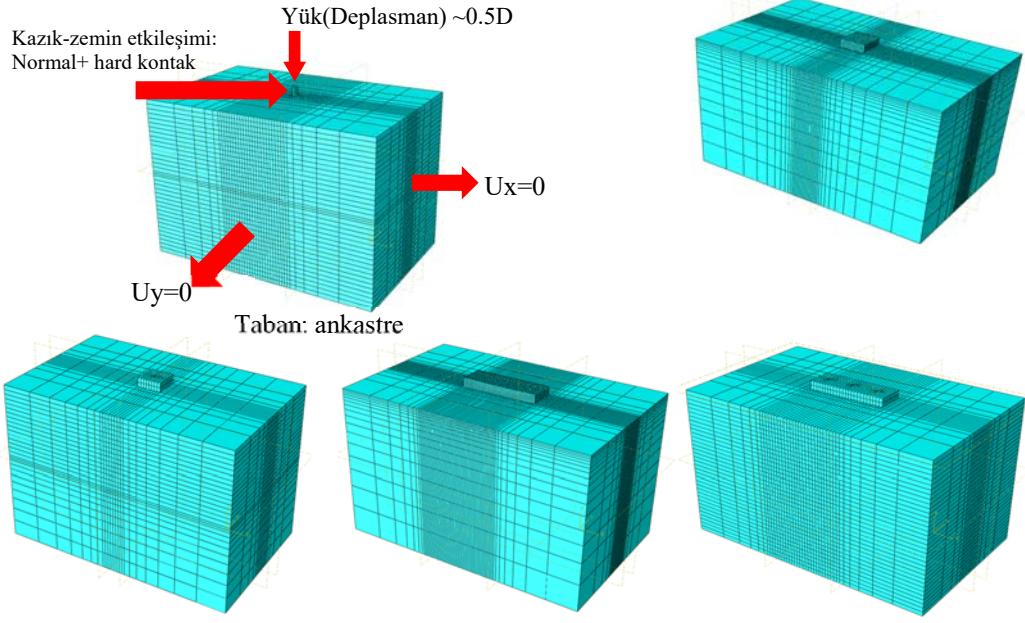 Yük(Deplasman) ~0.5D
Kazık-zemin etkileşimi:
Normal+ hard kontak
Ux=0
Uy=0
Taban: ankastre